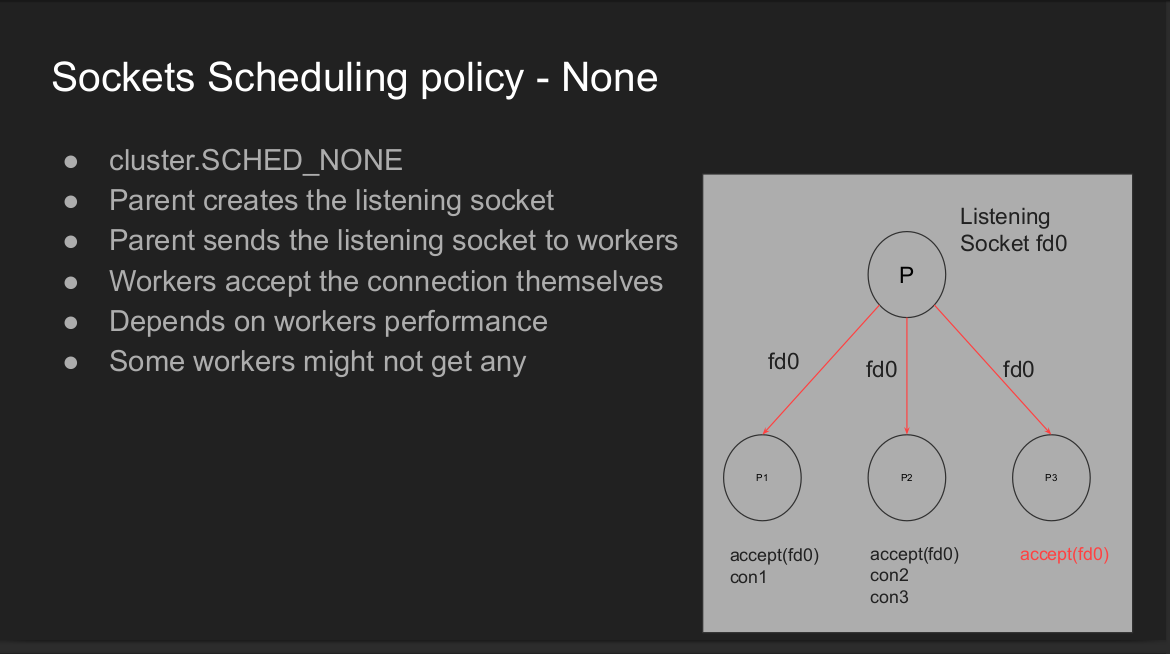 Sockets Scheduling policy - None
● cluster.SCHED_NONE
● Parent creates the listening socket
● Parent sends the listening socket to workers
● Workers accept the connection themselves
● Depends on workers performance
● Some workers might not get any
Listening
Socket fd0
P
fd0
fd0
fd0
P1
P2
P3
accept(fd0)
con1
accept(fd0)
con2
con3
accept(fd0)